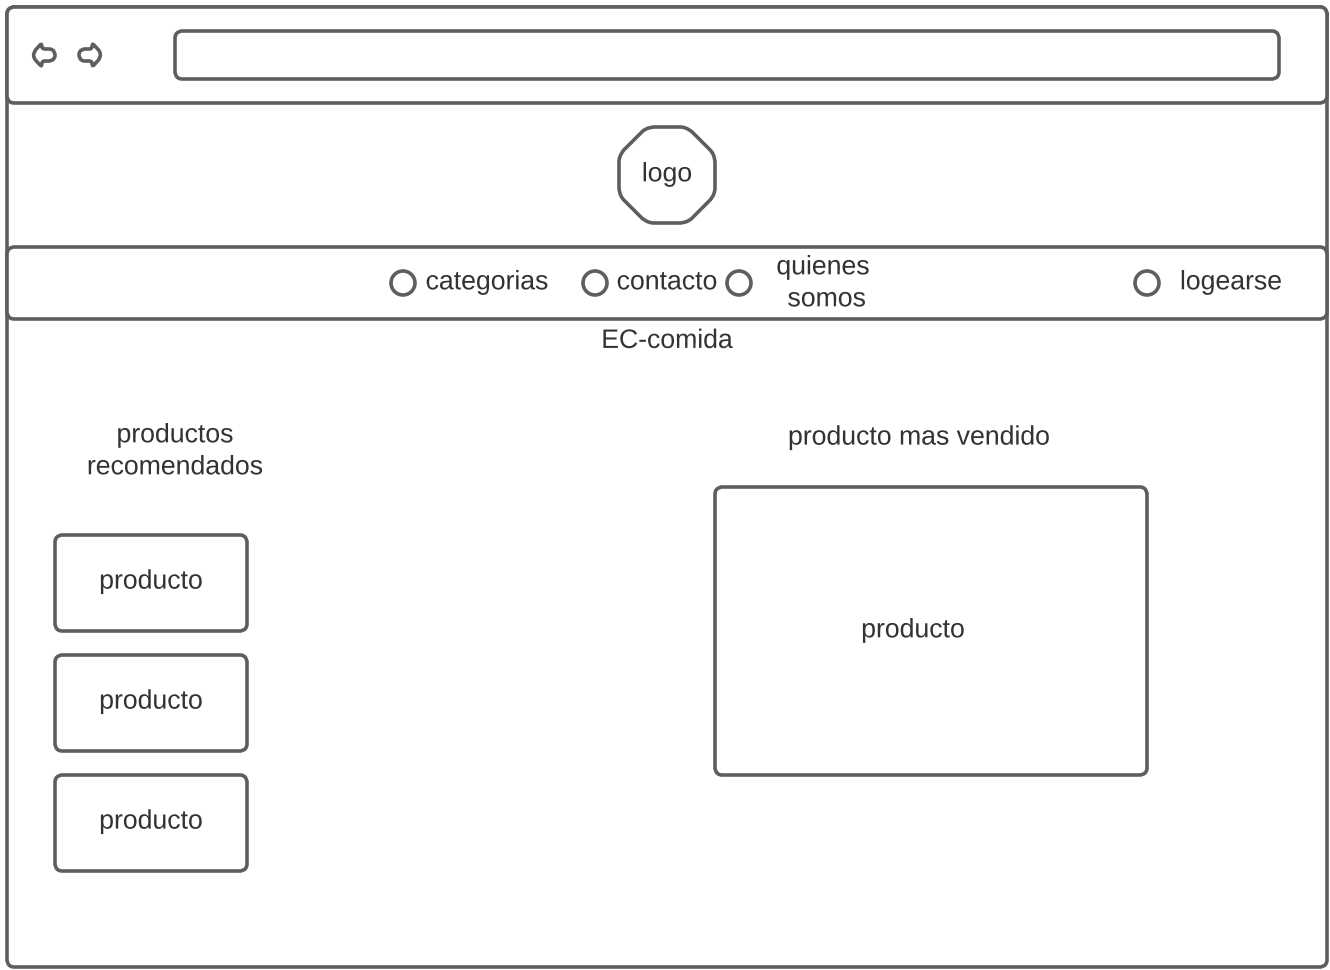 logo
categorias
contacto
quienes
somos
logearse
EC-comida
productos
recomendados
producto mas vendido
producto
producto
producto
producto